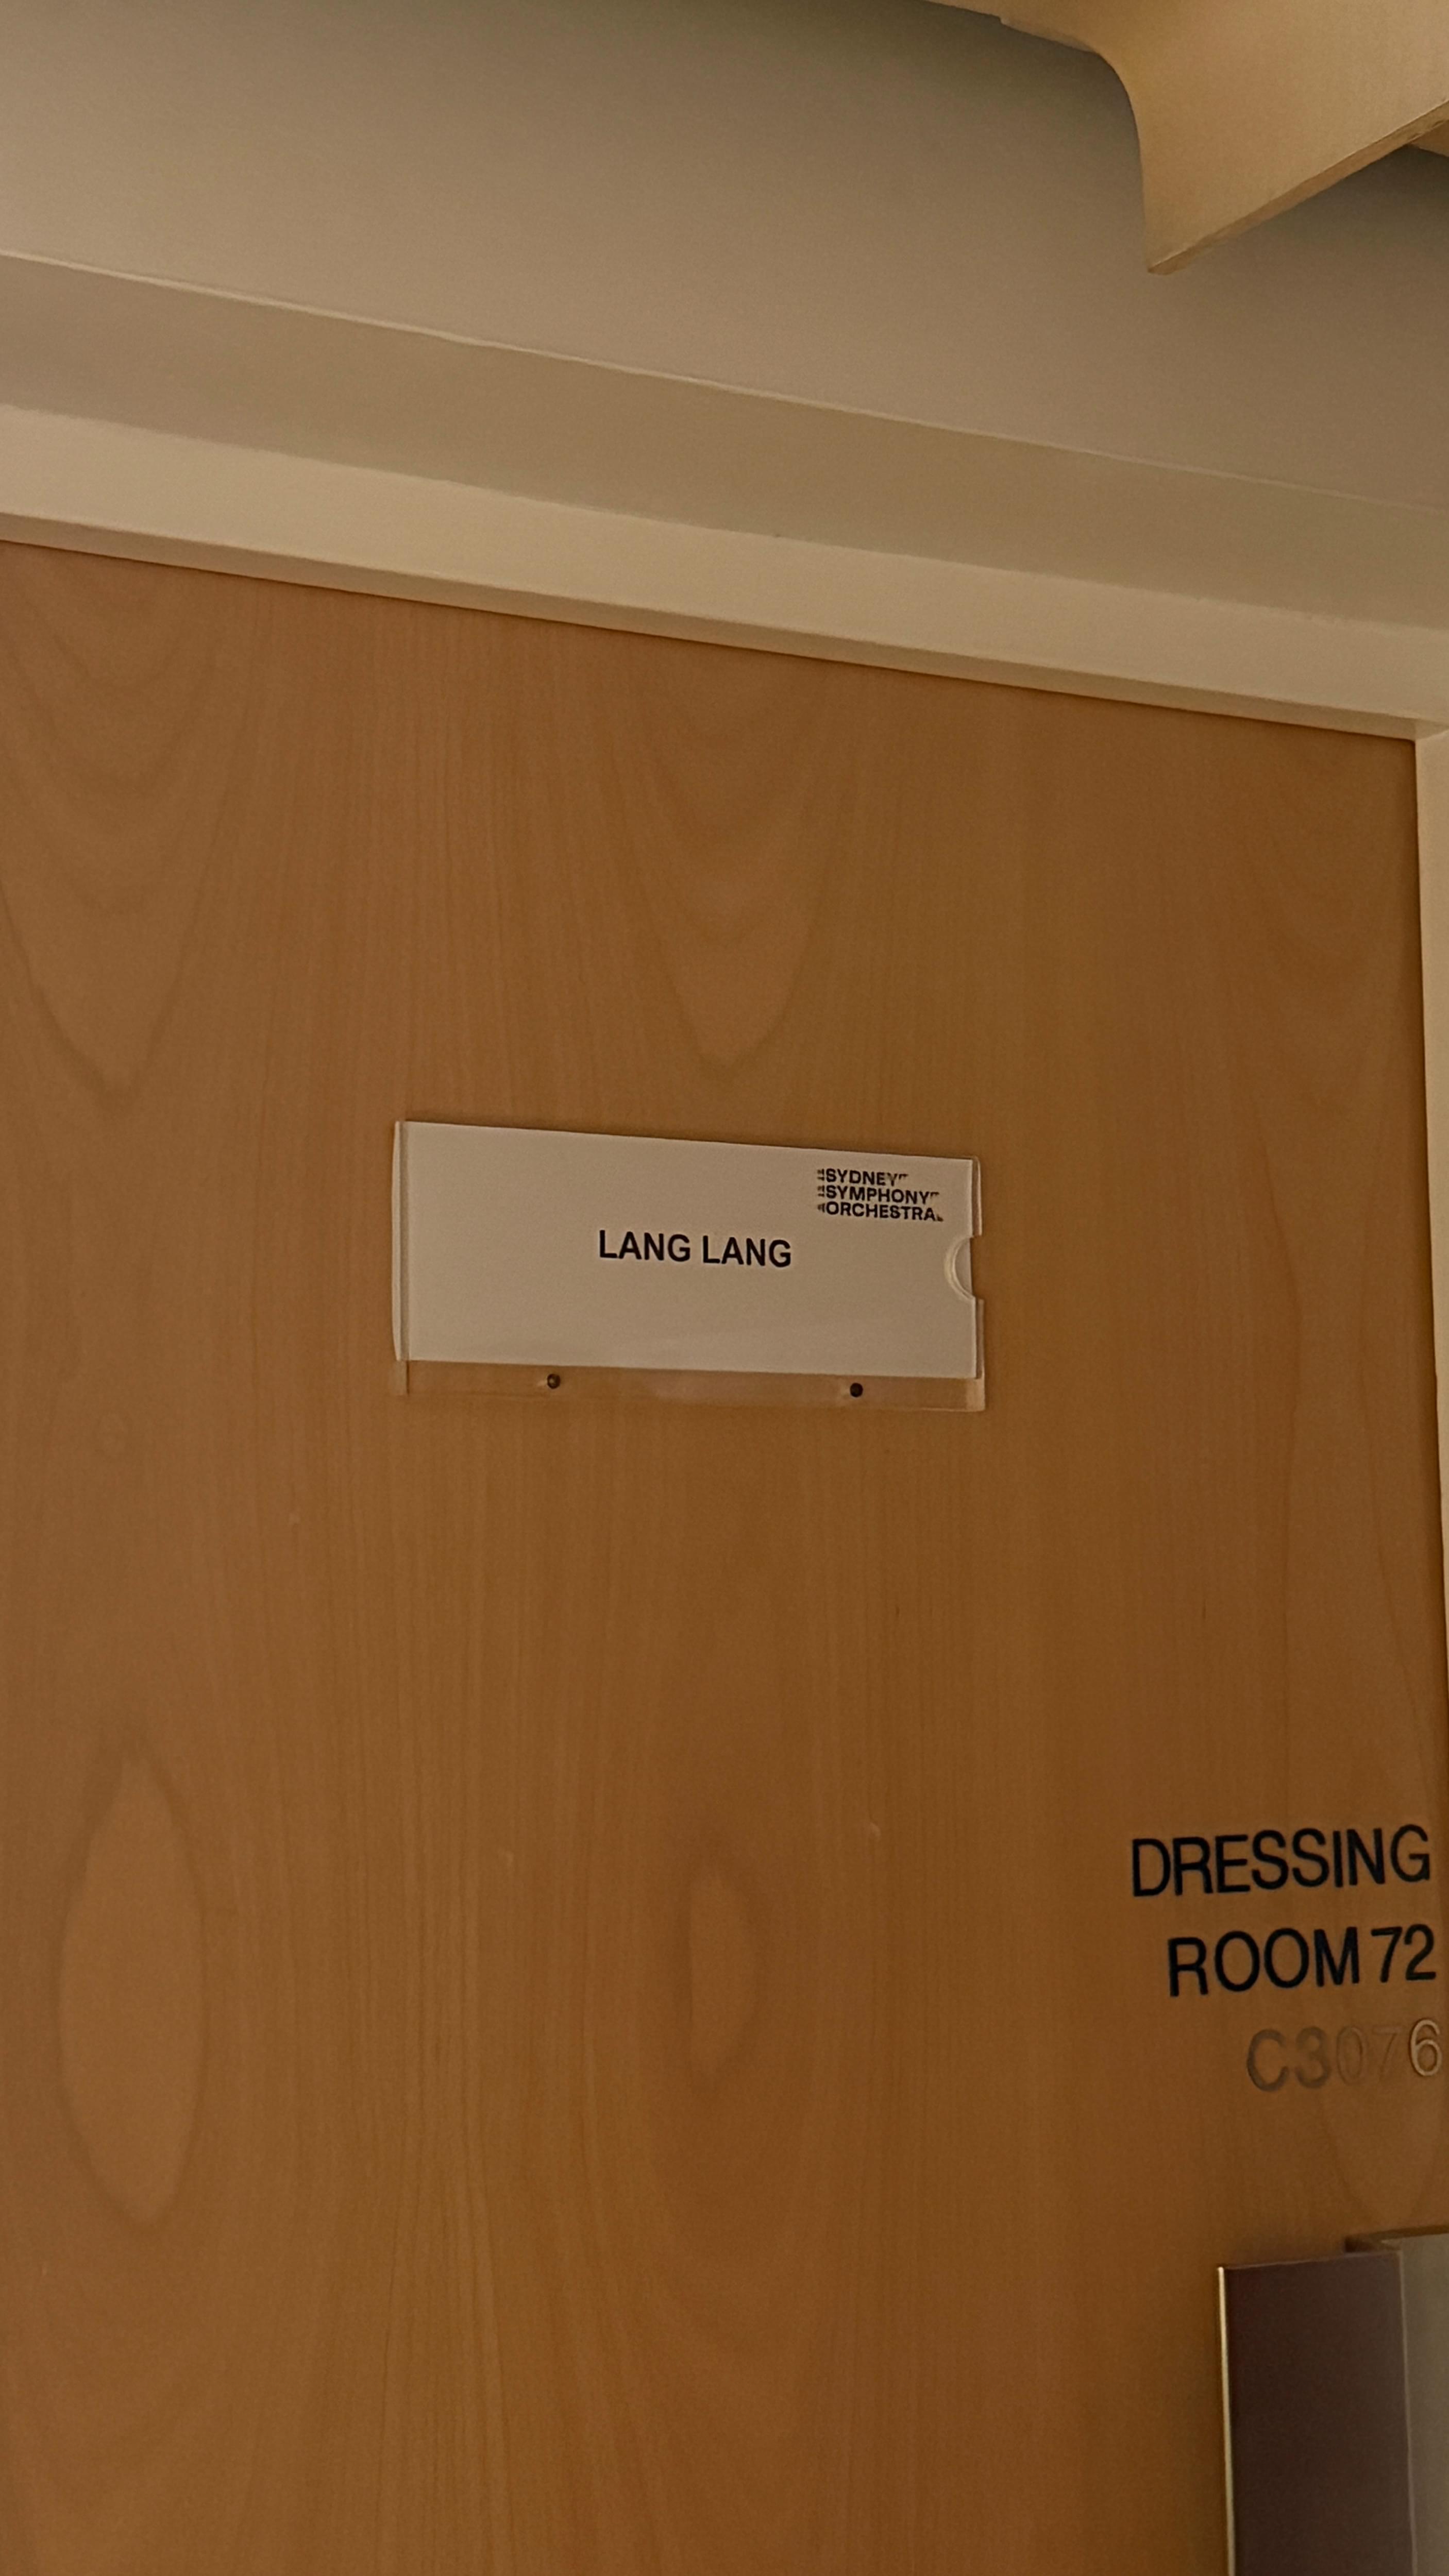 SYDNEY
SYMPHONY
ORCHESTRA
LANG LANG
DRESSING
ROOM 72
C3076